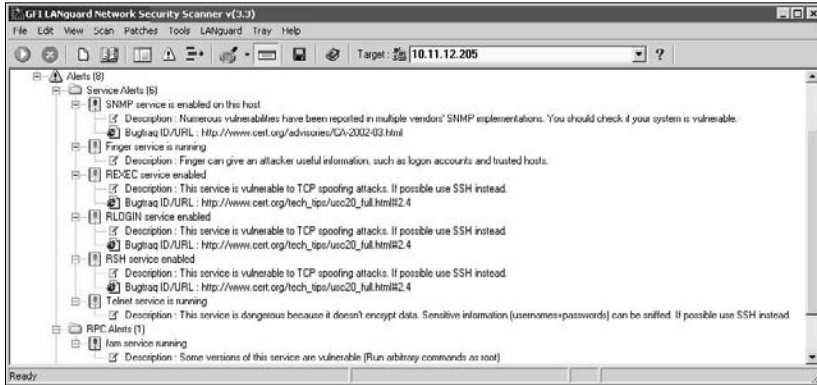 GFI LANguard Network Security Scanner v(3.3)
File Edit View Scan Patches Tools LANguard Tray Help
Target : 10.11.12.205
Alerts (8)
Service Alerts (6)
SNMP service is enabled on this host
Description : Numerous vulnerabilities have been reported in multiple vendors' SNMP implementations. You should check if your system is vulnerable.
Bugtraq ID/URL : http://www.cert.org/advisories/CA-2002-03.html
Finger service is running
Description : Finger can give an attacker useful information, such as logon accounts and trusted hosts.
REXEC service enabled
Description : This service is vulnerable to TCP spoofing attacks. If possible use SSH instead.
Bugtraq ID/URL : http://www.cert.org/tech_tips/usc20_full.html#2.4
RLOGIN service enabled
Description : This service is vulnerable to TCP spoofing attacks. If possible use SSH instead.
Bugtraq ID/URL : http://www.cert.org/tech_tips/usc20_full.html#2.4
RSH service enabled
Description : This service is vulnerable to TCP spoofing attacks. If possible use SSH instead.
Bugtraq ID/URL : http://www.cert.org/tech_tips/usc20_full.html#2.4
Telnet service is running
Description : This service is dangerous because it doesn't encrypt data. Sensitive information (usernames+passwords) can be sniffed. If possible use SSH instead
RPC Alerts (1)
fam service running
Description : Some versions of this service are vulnerable (Run arbitrary commands as root)
Ready